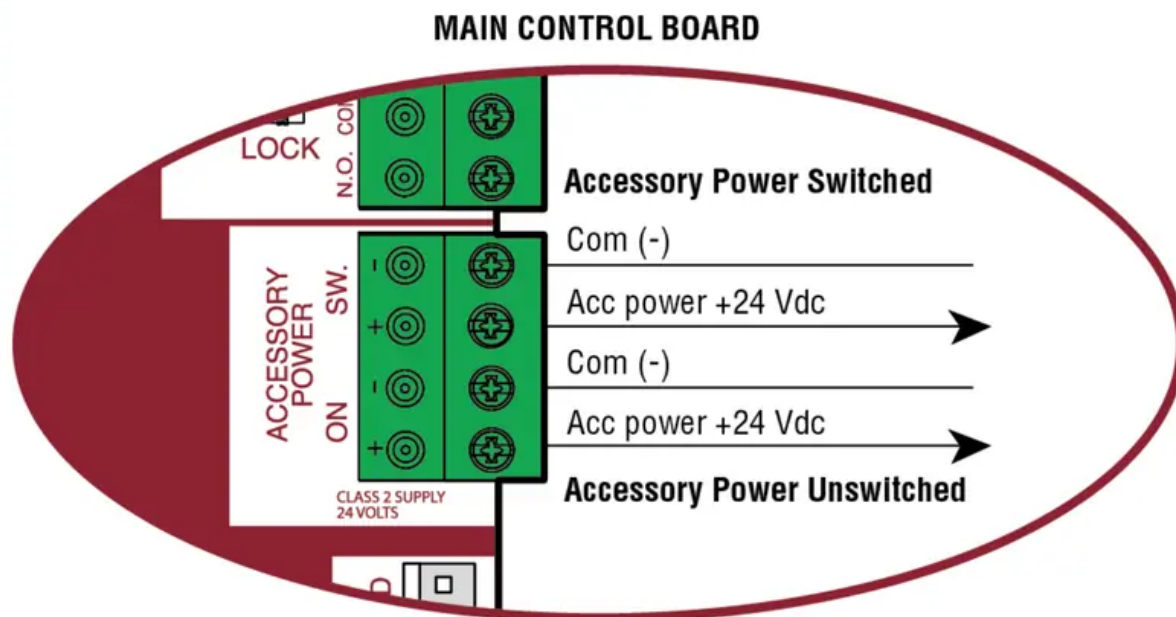 MAIN CONTROL BOARD
LOCK
N.O.
Accessory Power Switched
Com (-)
Acc power +24 Vdc
Com (-)
Acc power +24 Vdc
Accessory Power Unswitched
ACCESSORY
POWER
SW.
ON
-
+
-
+
CLASS 2 SUPPLY
24 VOLTS